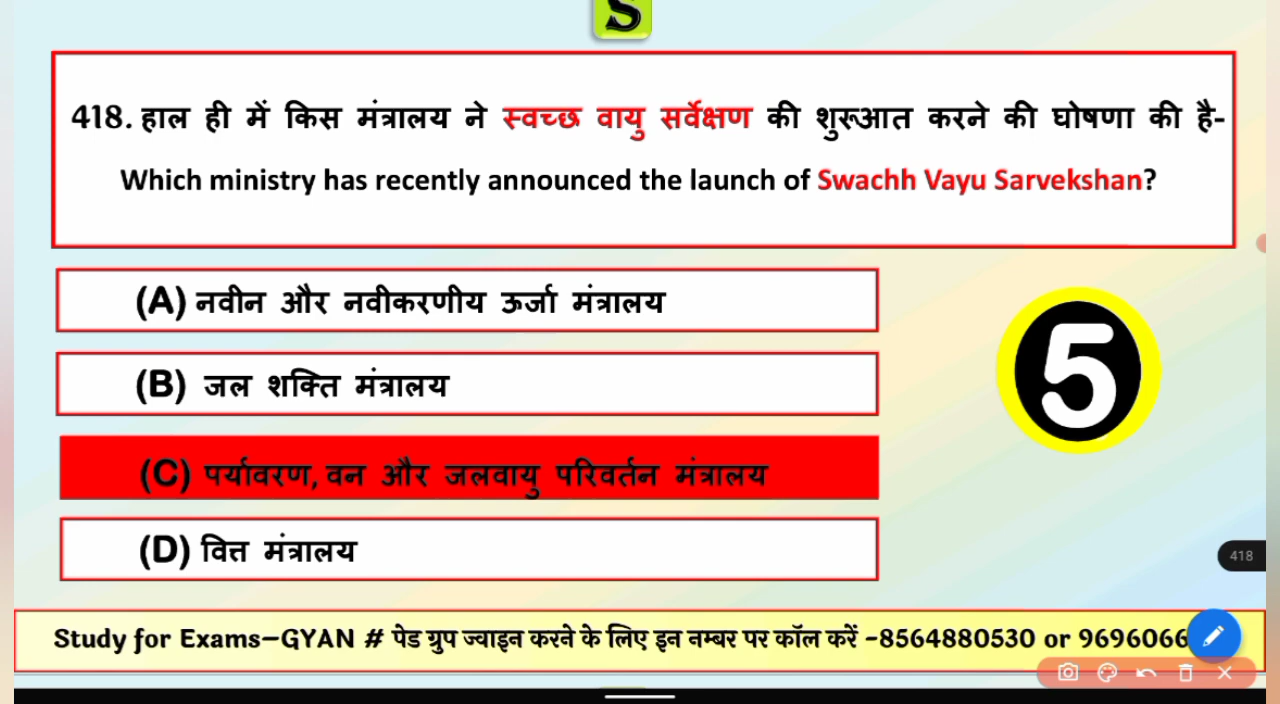 S
418. हाल ही में किस मंत्रालय ने स्वच्छ वायु सर्वेक्षण की शुरूआत करने की घोषणा की है-
Which ministry has recently announced the launch of Swachh Vayu Sarvekshan?
(A) नवीन और नवीकरणीय ऊर्जा मंत्रालय
(B) जल शक्ति मंत्रालय
5
(C) पर्यावरण, वन और जलवायु परिवर्तन मंत्रालय
(D) वित्त मंत्रालय
418
Study for Exams-GYAN # पेड ग्रुप ज्वाइन करने के लिए इन नम्बर पर कॉल करें -8564880530 or 9696066